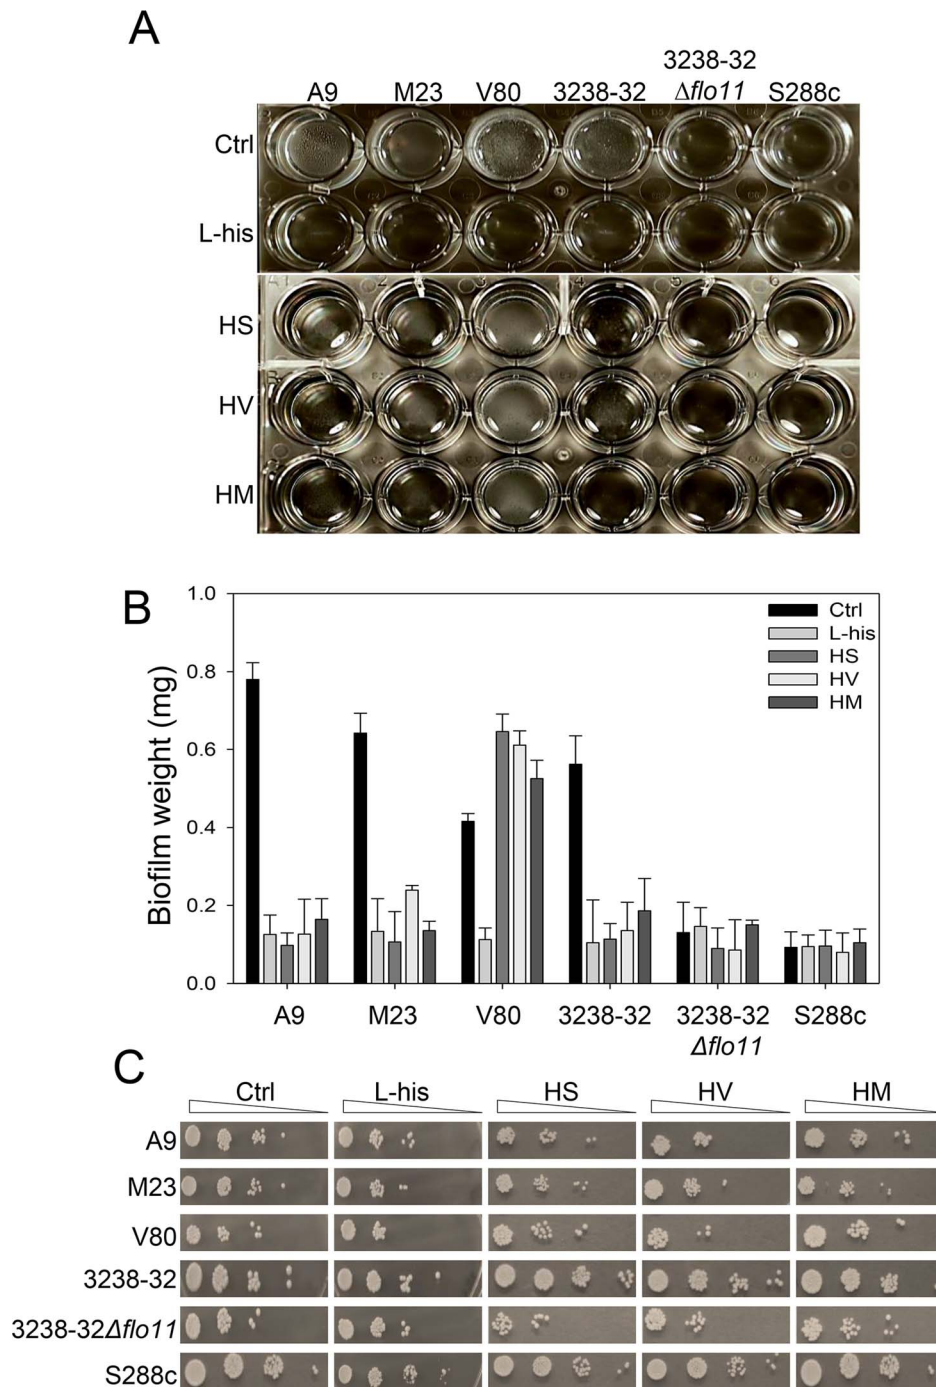 A
A9 M23 V80 3238-32 3238-32 Δflo11 S288c
Ctrl
L-his
HS
HV
HM
B
Biofilm weight (mg)
1.0
0.8
0.6
0.4
0.2
0.0
Ctrl
L-his
HS
HV
HM
A9 M23 V80 3238-32 3238-32 Δflo11 S288c
C
Ctrl L-his HS HV HM
A9
M23
V80
3238-32
3238-32Δflo11
S288c